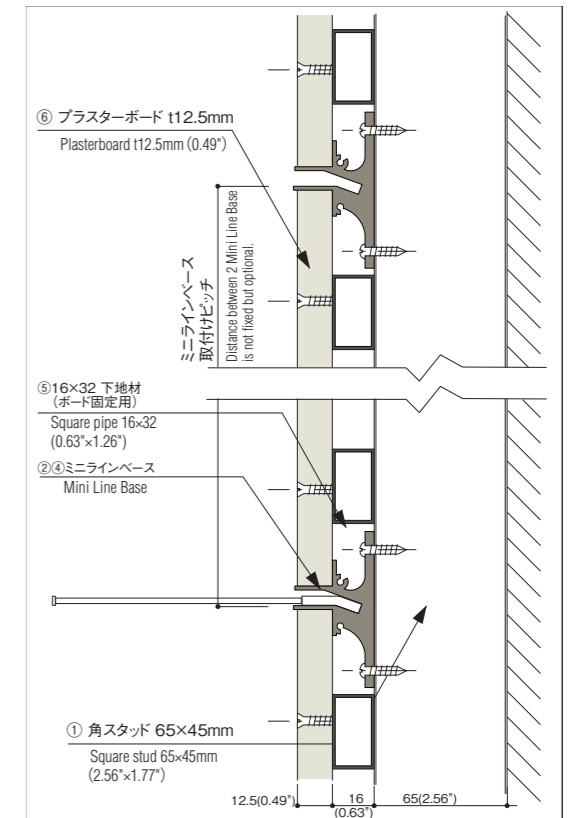 ⑥ プラスターボード t12.5mm
Plasterboard t12.5mm (0.49")
ミニラインベース
取付けピッチ
Distance between 2 Mini Line Base
is not fixed but optional.
⑤16×32 下地材
(ボード固定用)
Square pipe 16×32
(0.63"×1.26")
②④ミニラインベース
Mini Line Base
① 角スタッド 65×45mm
Square stud 65×45mm
(2.56"×1.77")
12.5(0.49") 16 65(2.56")
(0.63")